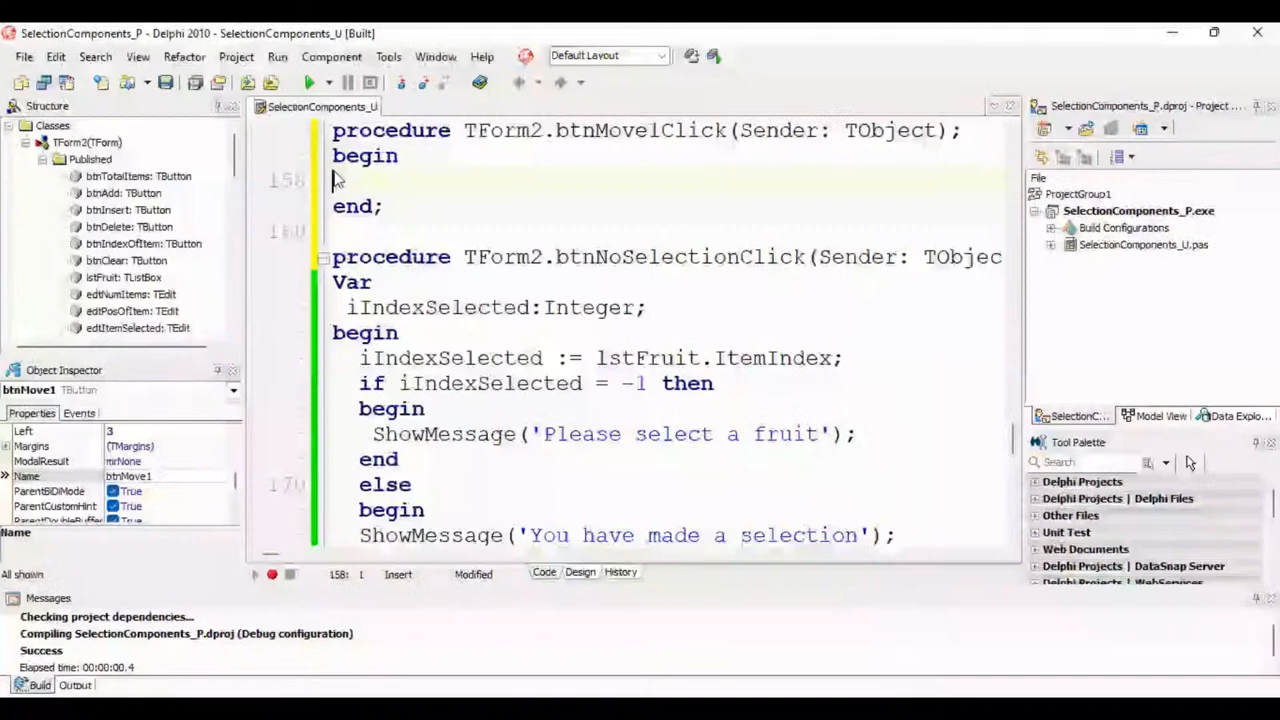 SelectionComponents_P - Delphi 2010 - SelectionComponents_U [Built]
File Edit Search View Refactor Project Run Component Tools Window Help Default Layout
Structure
Classes
TForm2(TForm)
Published
btnTotalItems: TButton
btnAdd: TButton
btnInsert: TButton
btnDelete: TButton
btnIndexOfItem: TButton
btnClear: TButton
lstFruit: TListBox
edtNumItems: TEdit
edtPosOfItem: TEdit
edtItemSelected: TEdit
Object Inspector
btnMove1 TButton
Properties Events
Left 3
Margins (TMargins)
ModalResult mrNone
Name btnMove1
ParentBiDiMode True
ParentCustomHint True
ParentDoubleBuffer True
Name
All shown
SelectionComponents_U
procedure TForm2.btnMove1Click(Sender: TObject);
begin
158
end;
160
procedure TForm2.btnNoSelectionClick(Sender: TObjec
Var
iIndexSelected:Integer;
begin
iIndexSelected := lstFruit.ItemIndex;
if iIndexSelected = -1 then
begin
ShowMessage('Please select a fruit');
end
170 else
begin
ShowMessage('You have made a selection');
158: 1 Insert Modified Code Design History
SelectionComponents_P.dproj - Project ...
File
ProjectGroup1
SelectionComponents_P.exe
Build Configurations
SelectionComponents_U.pas
SelectionC... Model View Data Explo...
Tool Palette
Search
Delphi Projects
Delphi Projects | Delphi Files
Other Files
Unit Test
Web Documents
Delphi Projects | DataSnap Server
Delphi Projects | WebServices
Messages
Checking project dependencies...
Compiling SelectionComponents_P.dproj (Debug configuration)
Success
Elapsed time: 00:00:00.4
Build Output